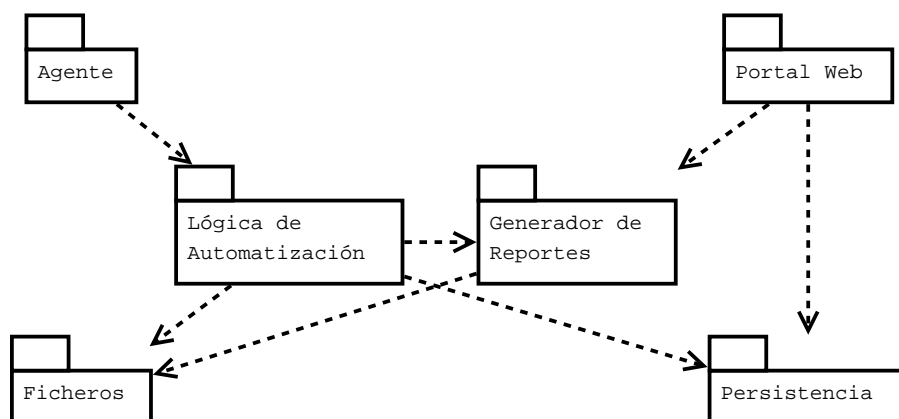 Agente
Portal Web
Lógica de
Automatización
Generador de
Reportes
Ficheros
Persistencia